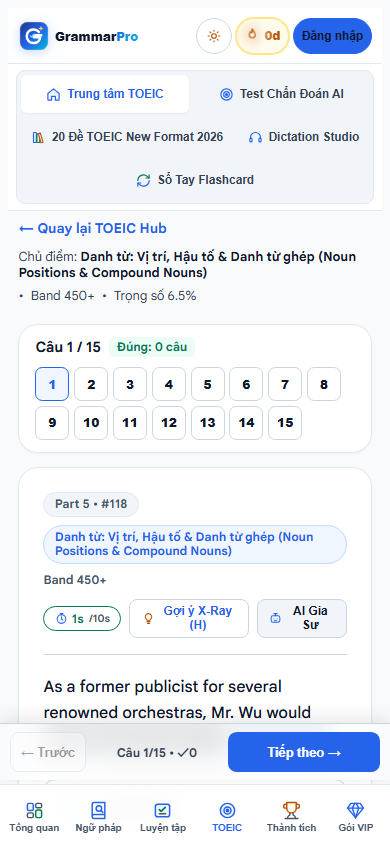 GrammarPro
0đ
Đăng nhập
Trung tâm TOEIC
Test Chẩn Đoán AI
20 Đề TOEIC New Format 2026
Dictation Studio
Sổ Tay Flashcard
← Quay lại TOEIC Hub
Chủ điểm: Danh từ: Vị trí, Hậu tố & Danh từ ghép (Noun
Positions & Compound Nouns)
• Band 450+ • Trọng số 6.5%
Câu 1 / 15
Đúng: 0 câu
1 2 3 4 5 6 7 8
9 10 11 12 13 14 15
Part 5 • #118
Danh từ: Vị trí, Hậu tố & Danh từ ghép (Noun
Positions & Compound Nouns)
Band 450+
1s /10s
Gợi ý X-Ray
(H)
AI Gia
Sư
As a former publicist for several
renowned orchestras, Mr. Wu would
← Trước
Câu 1/15 • ✓0
Tiếp theo →
Tổng quan
Ngữ pháp
Luyện tập
TOEIC
Thành tích
Gói VIP